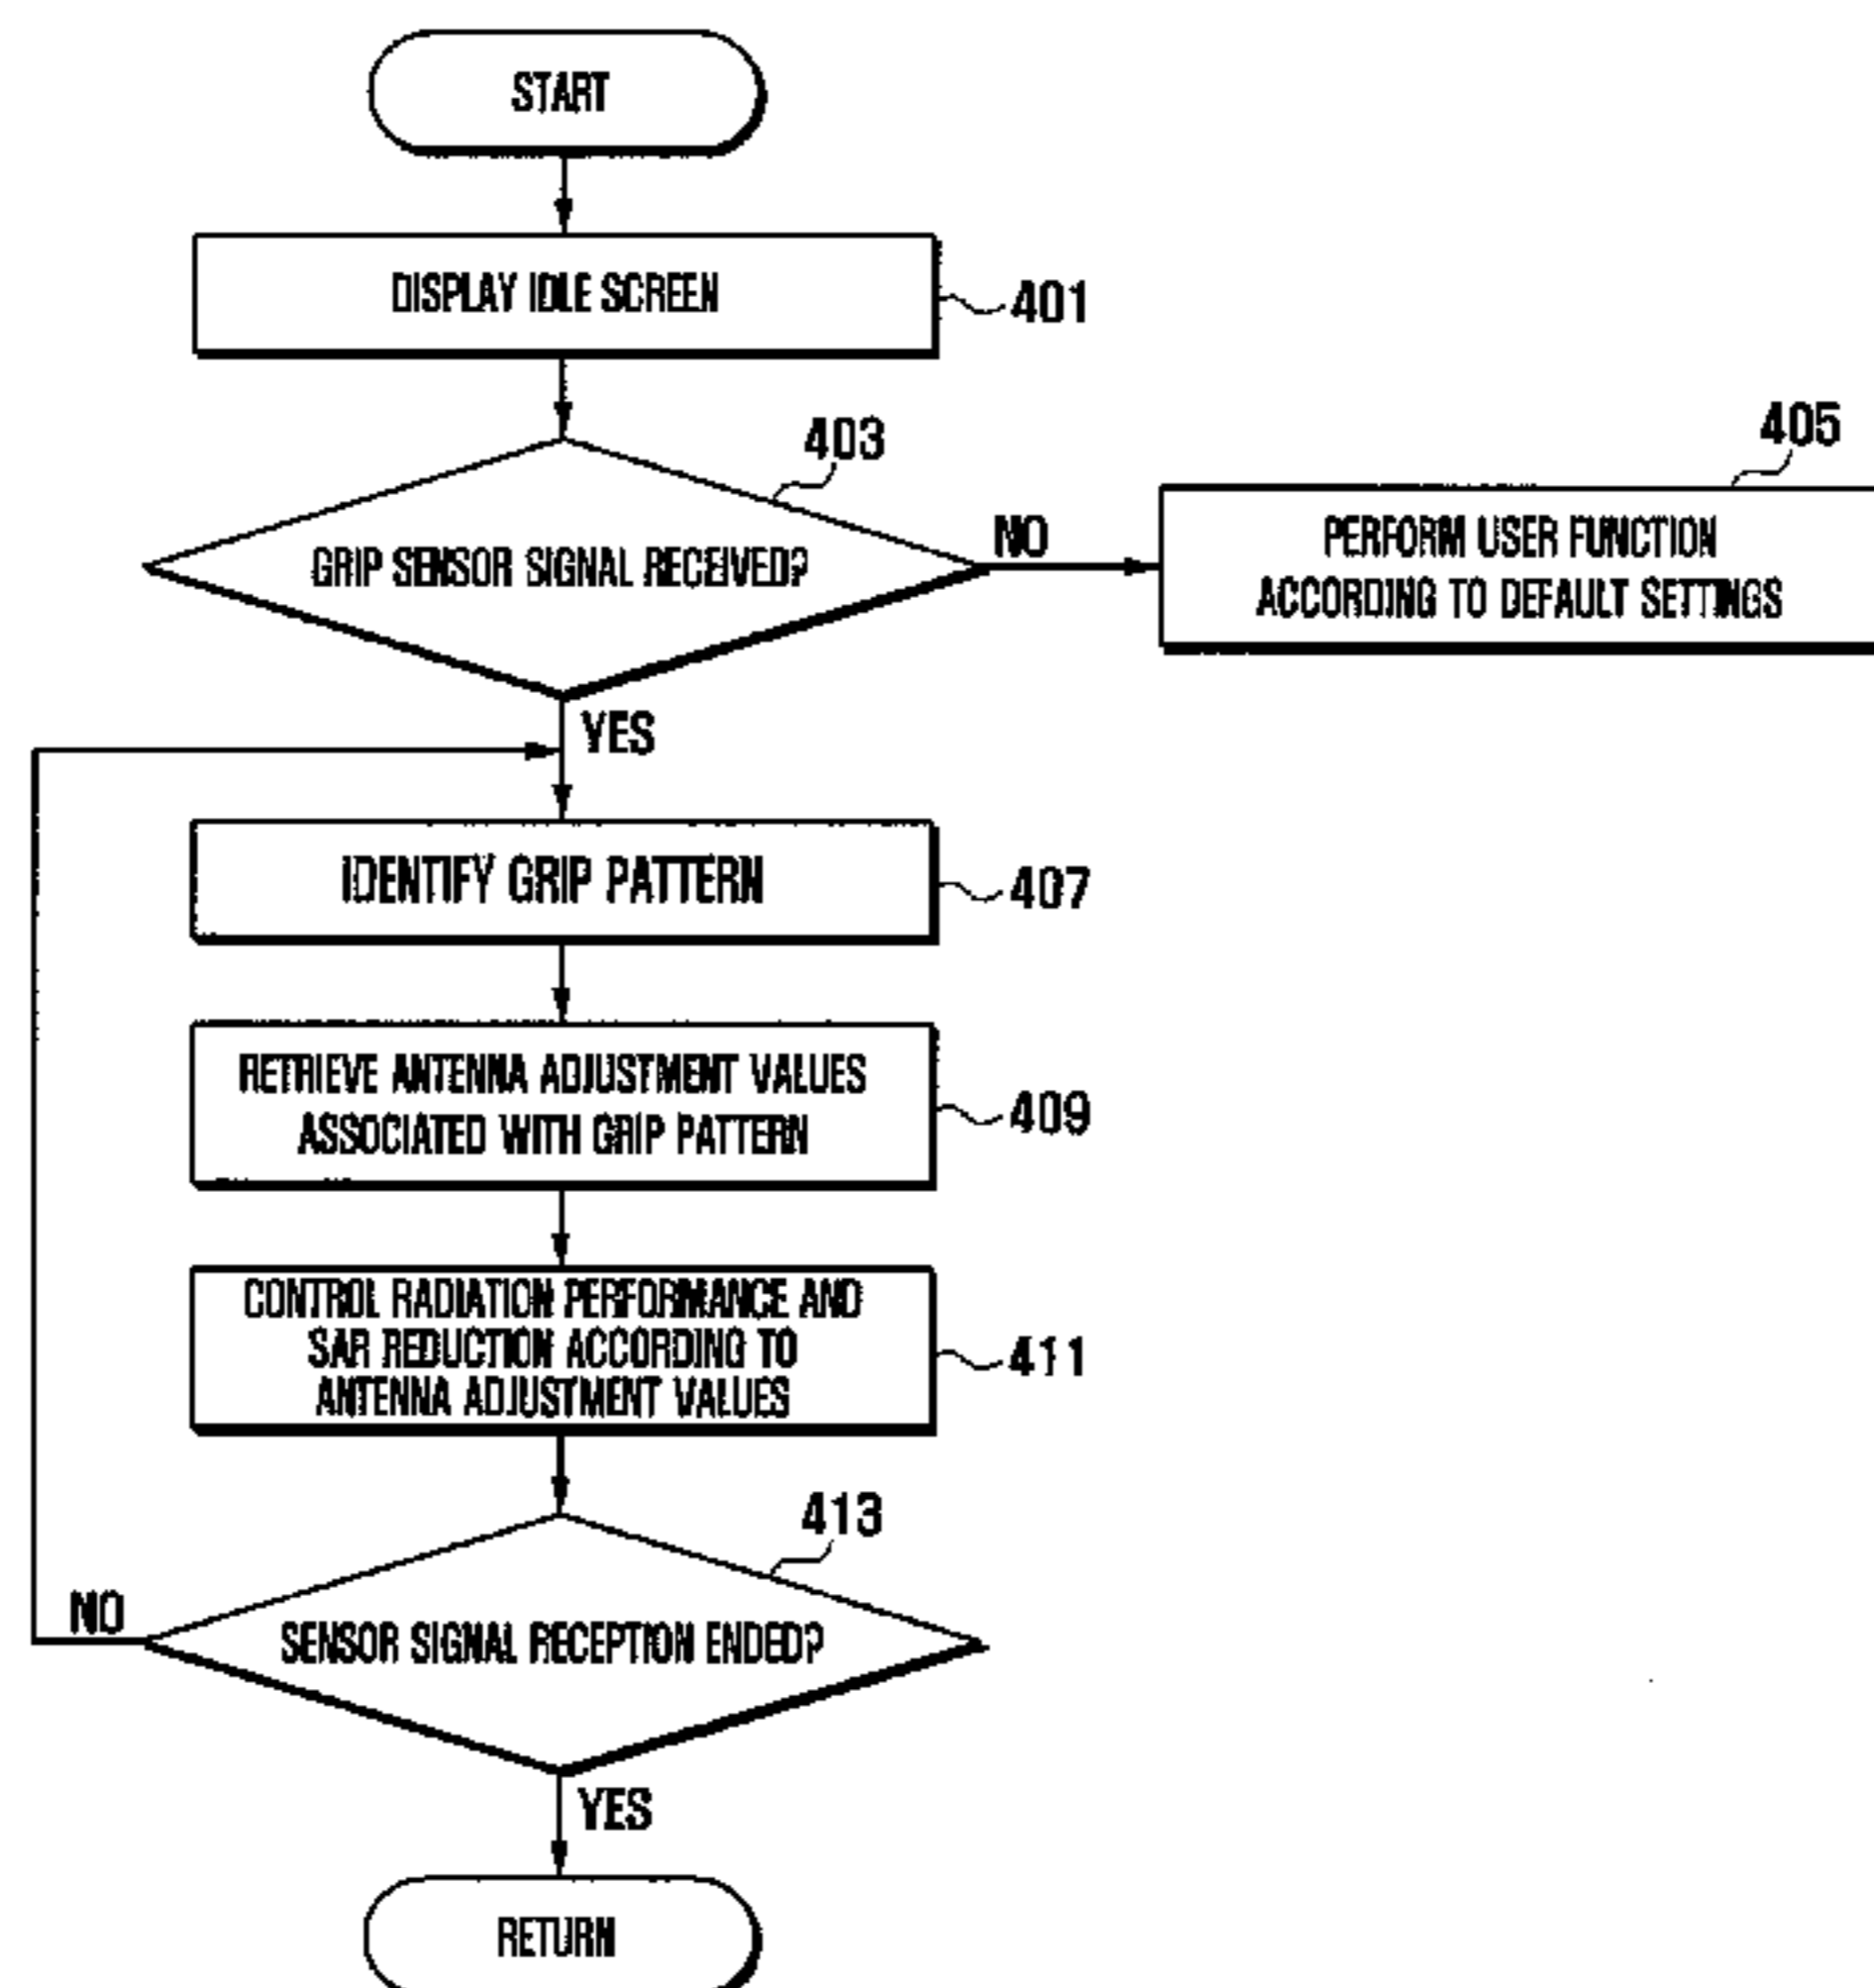 START
DISPLAY IDLE SCREEN
401
403
405
GRIP SENSOR SIGNAL RECEIVED?
NO
PERFORM USER FUNCTION
ACCORDING TO DEFAULT SETTINGS
YES
IDENTIFY GRIP PATTERN
407
RETRIEVE ANTENNA ADJUSTMENT VALUES
ASSOCIATED WITH GRIP PATTERN
409
CONTROL RADIATION PERFORMANCE AND
SAR REDUCTION ACCORDING TO
ANTENNA ADJUSTMENT VALUES
411
413
NO
SENSOR SIGNAL RECEPTION ENDED?
YES
RETURN